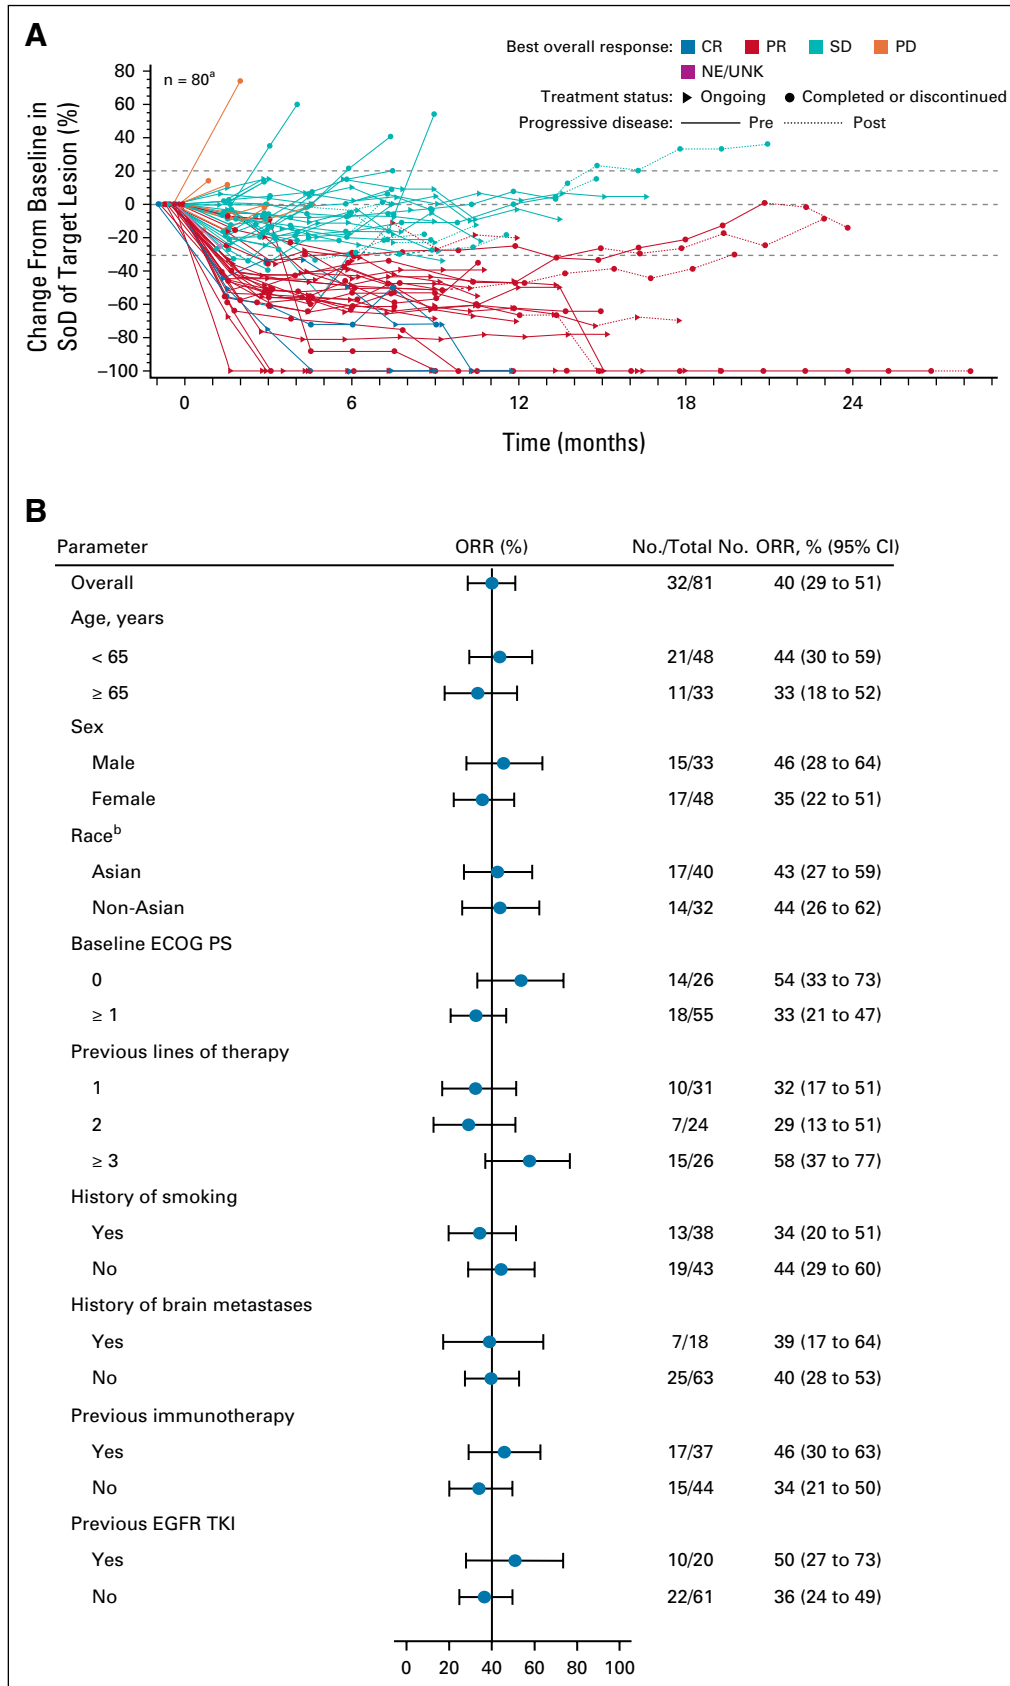 A
Best overall response: CR PR SD PD
NE/UNK
Treatment status: Ongoing Completed or discontinued
Progressive disease: Pre Post
n = 80a
Change From Baseline in
SoD of Target Lesion (%)
80
60
40
20
0
−20
−40
−60
−80
−100
0 6 12 18 24
Time (months)
B
Parameter ORR (%) No./Total No. ORR, % (95% CI)
Overall 32/81 40 (29 to 51)
Age, years
< 65 21/48 44 (30 to 59)
≥ 65 11/33 33 (18 to 52)
Sex
Male 15/33 46 (28 to 64)
Female 17/48 35 (22 to 51)
Raceb
Asian 17/40 43 (27 to 59)
Non-Asian 14/32 44 (26 to 62)
Baseline ECOG PS
0 14/26 54 (33 to 73)
≥ 1 18/55 33 (21 to 47)
Previous lines of therapy
1 10/31 32 (17 to 51)
2 7/24 29 (13 to 51)
≥ 3 15/26 58 (37 to 77)
History of smoking
Yes 13/38 34 (20 to 51)
No 19/43 44 (29 to 60)
History of brain metastases
Yes 7/18 39 (17 to 64)
No 25/63 40 (28 to 53)
Previous immunotherapy
Yes 17/37 46 (30 to 63)
No 15/44 34 (21 to 50)
Previous EGFR TKI
Yes 10/20 50 (27 to 73)
No 22/61 36 (24 to 49)
0 20 40 60 80 100